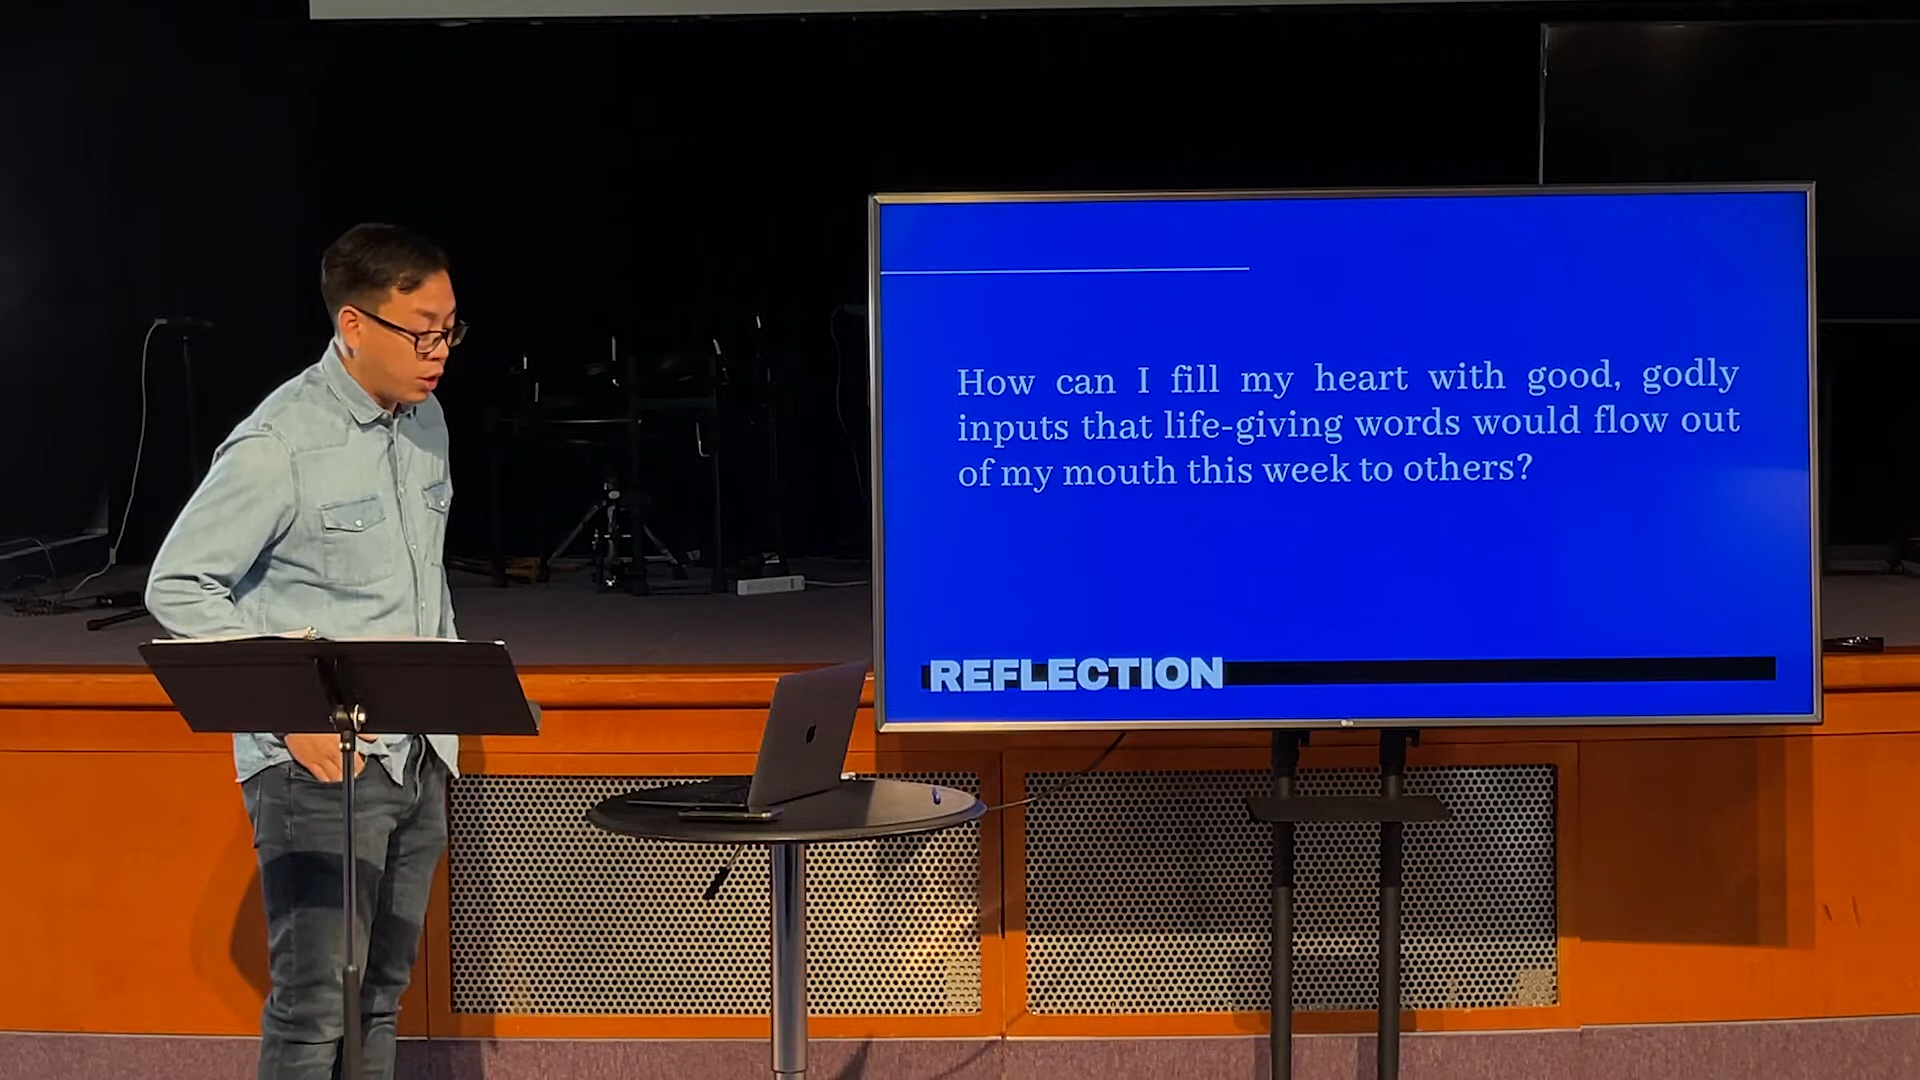 How can I fill my heart with good, godly
inputs that life-giving words would flow out
of my mouth this week to others?
REFLECTION